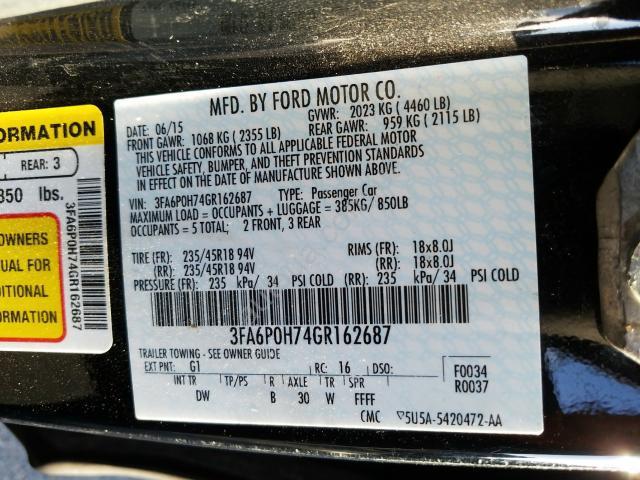 MFD. BY FORD MOTOR CO.
DATE: 06/15 GVWR: 2023 KG ( 4460 LB)
FRONT GAWR: 1068 KG ( 2355 LB) REAR GAWR: 959 KG ( 2115 LB)
THIS VEHICLE CONFORMS TO ALL APPLICABLE FEDERAL MOTOR
VEHICLE SAFETY, BUMPER, AND THEFT PREVENTION STANDARDS
IN EFFECT ON THE DATE OF MANUFACTURE SHOWN ABOVE.
VIN: 3FA6P0H74GR162687 TYPE: Passenger Car
MAXIMUM LOAD = OCCUPANTS + LUGGAGE = 385KG/ 850LB
OCCUPANTS = 5 TOTAL; 2 FRONT, 3 REAR
TIRE (FR): 235/45R18 94V RIMS (FR): 18x8.0J
(RR): 235/45R18 94V (RR): 18x8.0J
PRESSURE (FR): 235 kPa/ 34 PSI COLD (RR): 235 kPa/ 34 PSI COLD
3FA6P0H74GR162687
TRAILER TOWING - SEE OWNER GUIDE
EXT PNT: G1 RC: 16 DSO:
INT TR TP/PS R AXLE TR SPR
DW B 30 W FFFF
F0034
R0037
CMC 5U5A-5420472-AA
ORMATION
REAR: 3
850 lbs.
OWNERS
UAL FOR
DITIONAL
ORMATION
3FA6P0H74GR162687